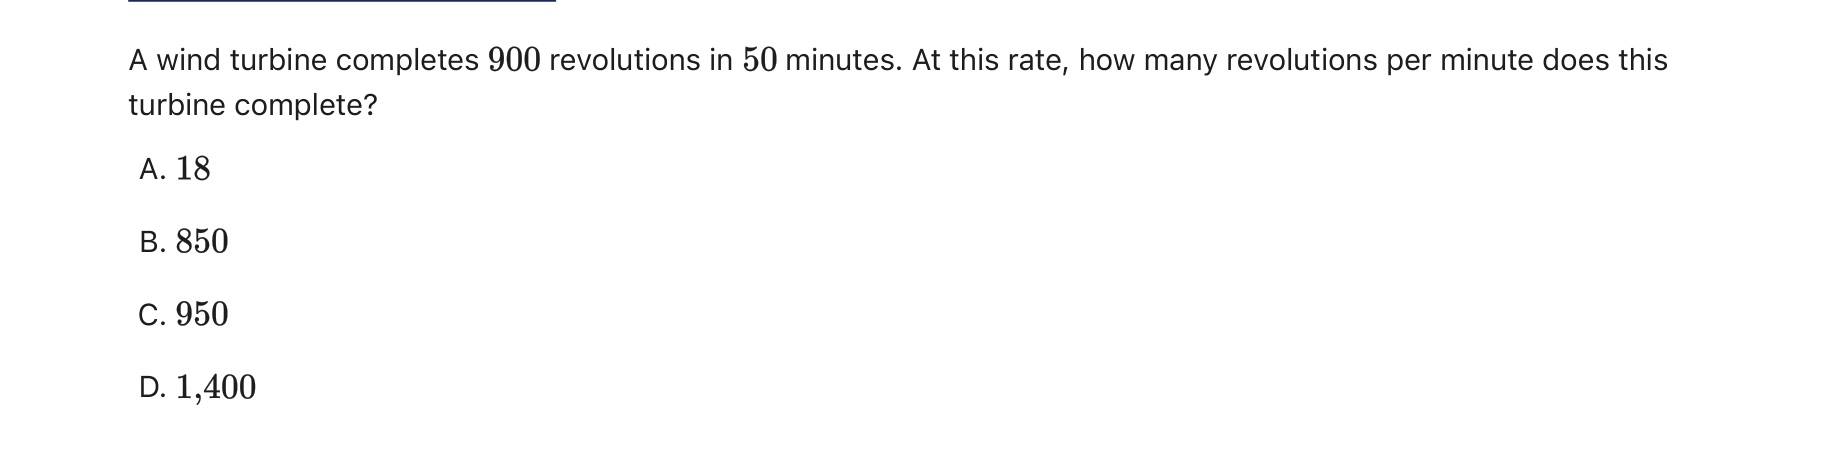 A wind turbine completes 900 revolutions in 50 minutes. At this rate, how many revolutions per minute does this
turbine complete?
A. 18
B. 850
C. 950
D. 1,400